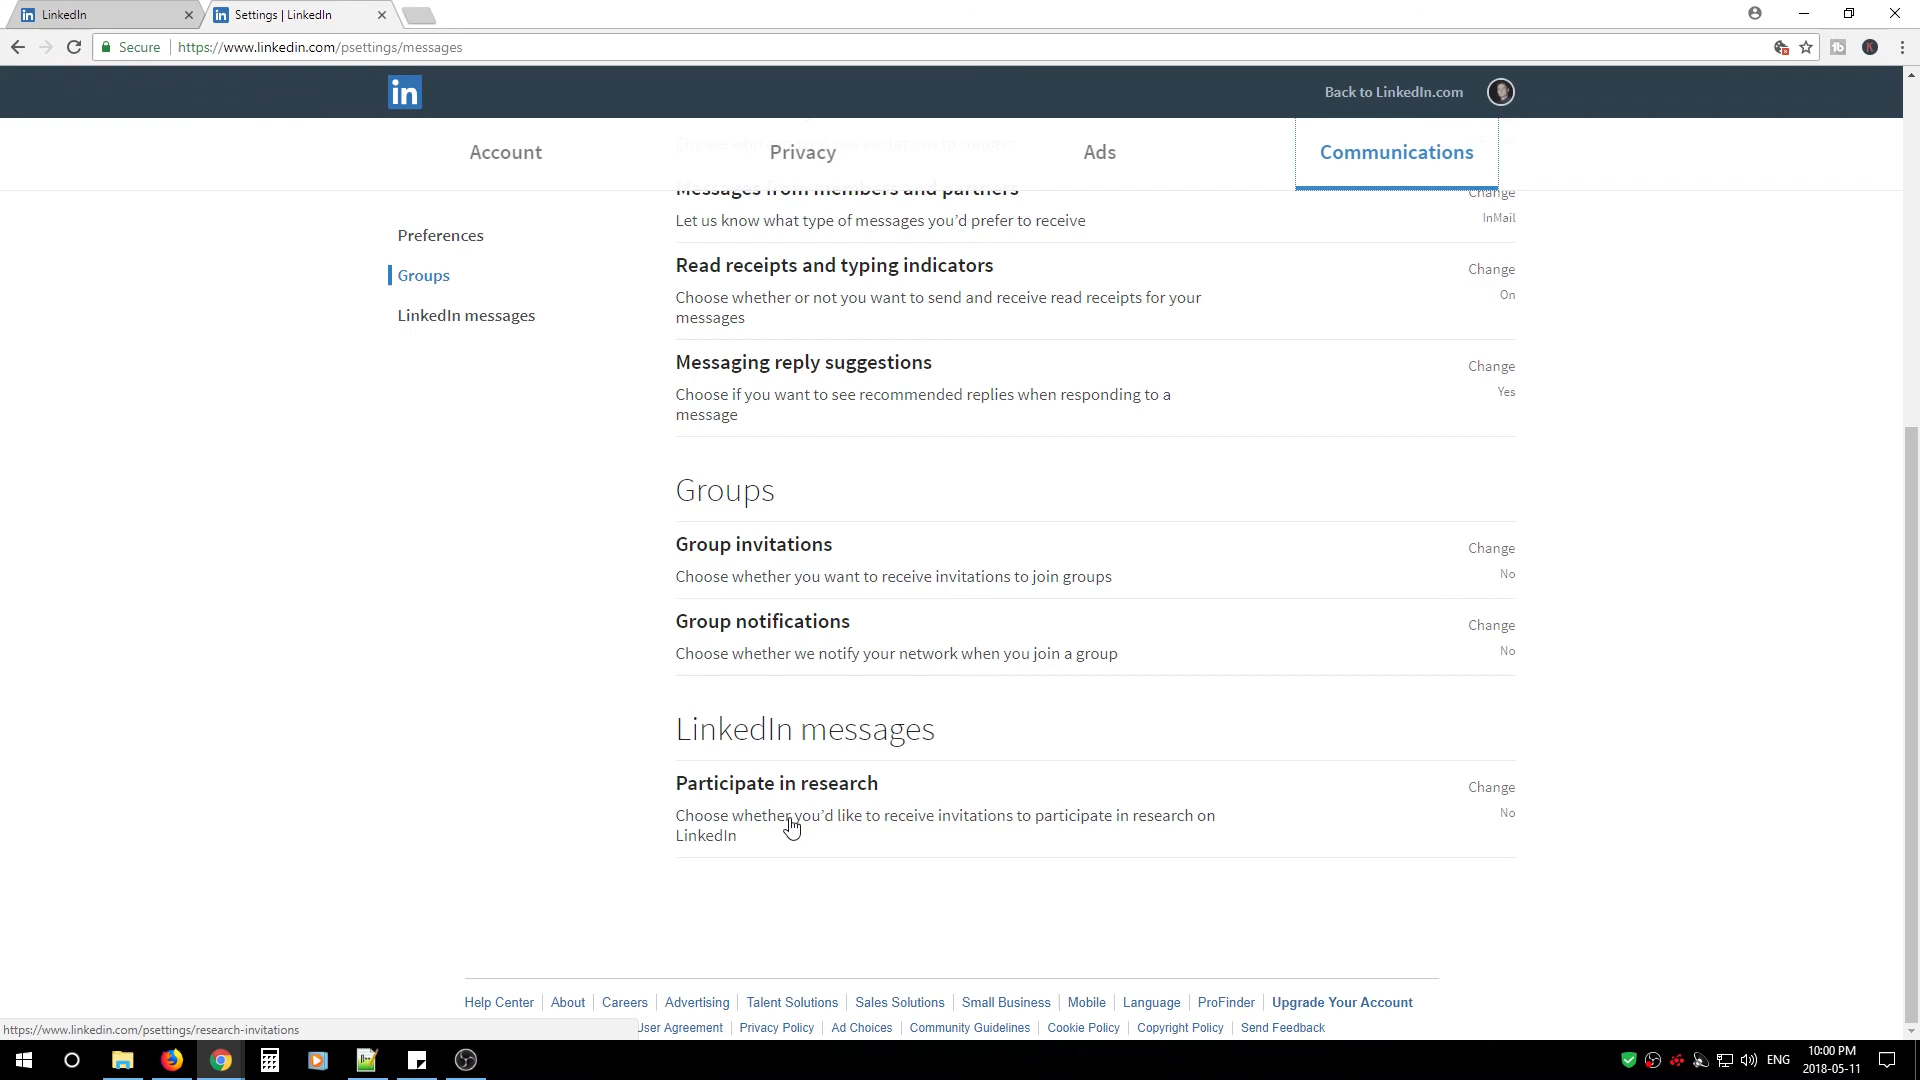 LinkedIn
Settings | LinkedIn
Secure
https://www.linkedin.com/psettings/messages
in
Back to LinkedIn.com
Account
Privacy
Ads
Communications
Messages from members and partners
Change
Let us know what type of messages you’d prefer to receive
InMail
Preferences
Groups
LinkedIn messages
Read receipts and typing indicators
Change
Choose whether or not you want to send and receive read receipts for your
messages
On
Messaging reply suggestions
Change
Choose if you want to see recommended replies when responding to a
message
Yes
Groups
Group invitations
Change
Choose whether you want to receive invitations to join groups
No
Group notifications
Change
Choose whether we notify your network when you join a group
No
LinkedIn messages
Participate in research
Change
Choose whether you’d like to receive invitations to participate in research on
LinkedIn
No
Help Center About Careers Advertising Talent Solutions Sales Solutions Small Business Mobile Language ProFinder Upgrade Your Account
User Agreement Privacy Policy Ad Choices Community Guidelines Cookie Policy Copyright Policy Send Feedback
https://www.linkedin.com/psettings/research-invitations
ENG
10:00 PM
2018-05-11